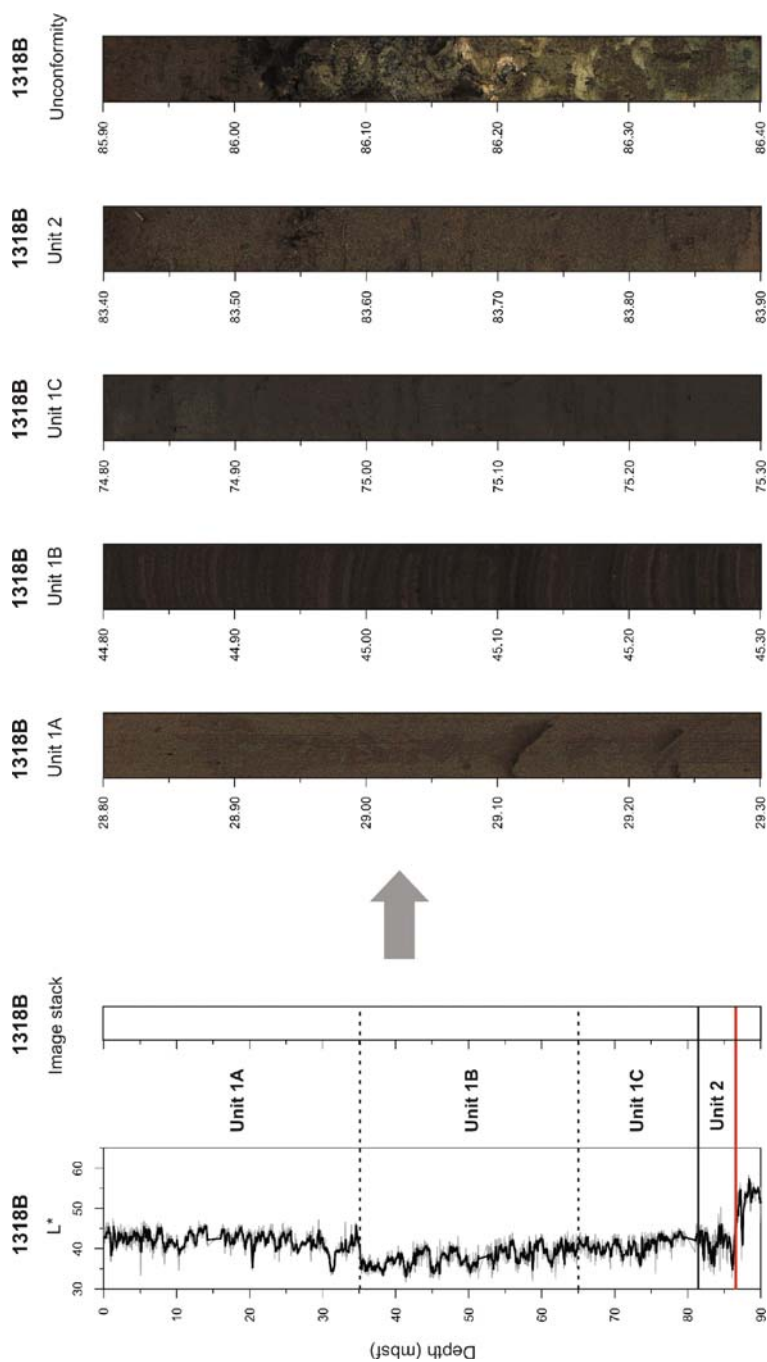 1318B
L*
30
40
50
60
Depth (mbsf)
0
10
20
30
40
50
60
70
80
90
Unit 1A
Unit 1B
Unit 1C
Unit 2
1318B
Image stack
1318B
Unit 1A
28.80
28.90
29.00
29.10
29.20
29.30
1318B
Unit 1B
44.80
44.90
45.00
45.10
45.20
45.30
1318B
Unit 1C
74.80
74.90
75.00
75.10
75.20
75.30
1318B
Unit 2
83.40
83.50
83.60
83.70
83.80
83.90
1318B
Unconformity
85.90
86.00
86.10
86.20
86.30
86.40